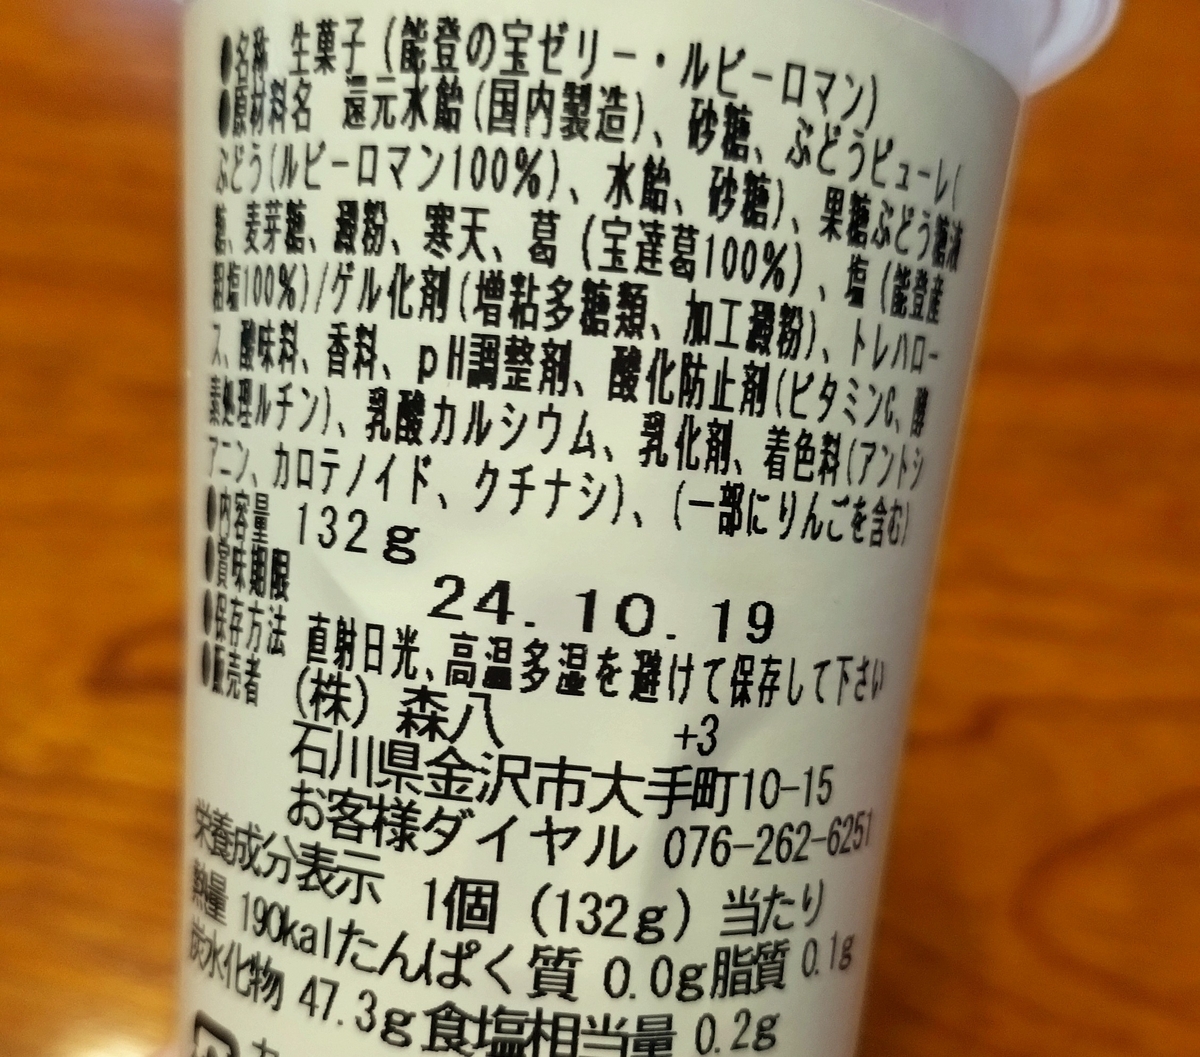 ●名称 生菓子(能登の宝ゼリー・ルビーロマン)
●原材料名 還元水飴(国内製造)、砂糖、ぶどうピューレ(
ぶどう(ルビーロマン100%)、水飴、砂糖)、果糖ぶどう糖液
糖、麦芽糖、澱粉、寒天、葛(宝達葛100%)、塩(能登産
粗塩100%)/ゲル化剤(増粘多糖類、加工澱粉)、トレハロー
ス、酸味料、香料、pH調整剤、酸化防止剤(ビタミンC、酵
素処理ルチン)、乳酸カルシウム、乳化剤、着色料(アントシ
アニン、カロテノイド、クチナシ)、(一部にりんごを含む)
●内容量 132g
●賞味期限 24.10.19
●保存方法 直射日光、高温多湿を避けて保存して下さい
●販売者 (株)森八 +3
石川県金沢市大手町10-15
お客様ダイヤル 076-262-6251
栄養成分表示 1個(132g)当たり
熱量 190kalたんぱく質 0.0g脂質 0.1g
炭水化物 47.3g食塩相当量 0.2g